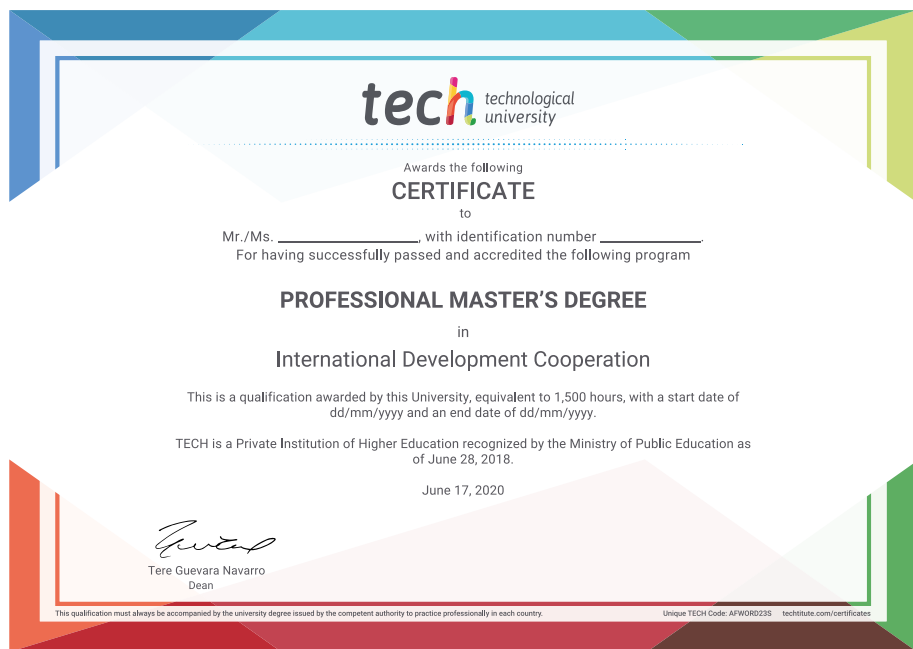 tech technological
university
Awards the following
CERTIFICATE
to
Mr./Ms. ____________________, with identification number ______________.
For having successfully passed and accredited the following program
PROFESSIONAL MASTER'S DEGREE
in
International Development Cooperation
This is a qualification awarded by this University, equivalent to 1,500 hours, with a start date of
dd/mm/yyyy and an end date of dd/mm/yyyy.
TECH is a Private Institution of Higher Education recognized by the Ministry of Public Education as
of June 28, 2018.
June 17, 2020
Tere Guevara Navarro
Dean
This qualification must always be accompanied by the university degree issued by the competent authority to practice professionally in each country. Unique TECH Code: AFWORD23S techtitute.com/certificates